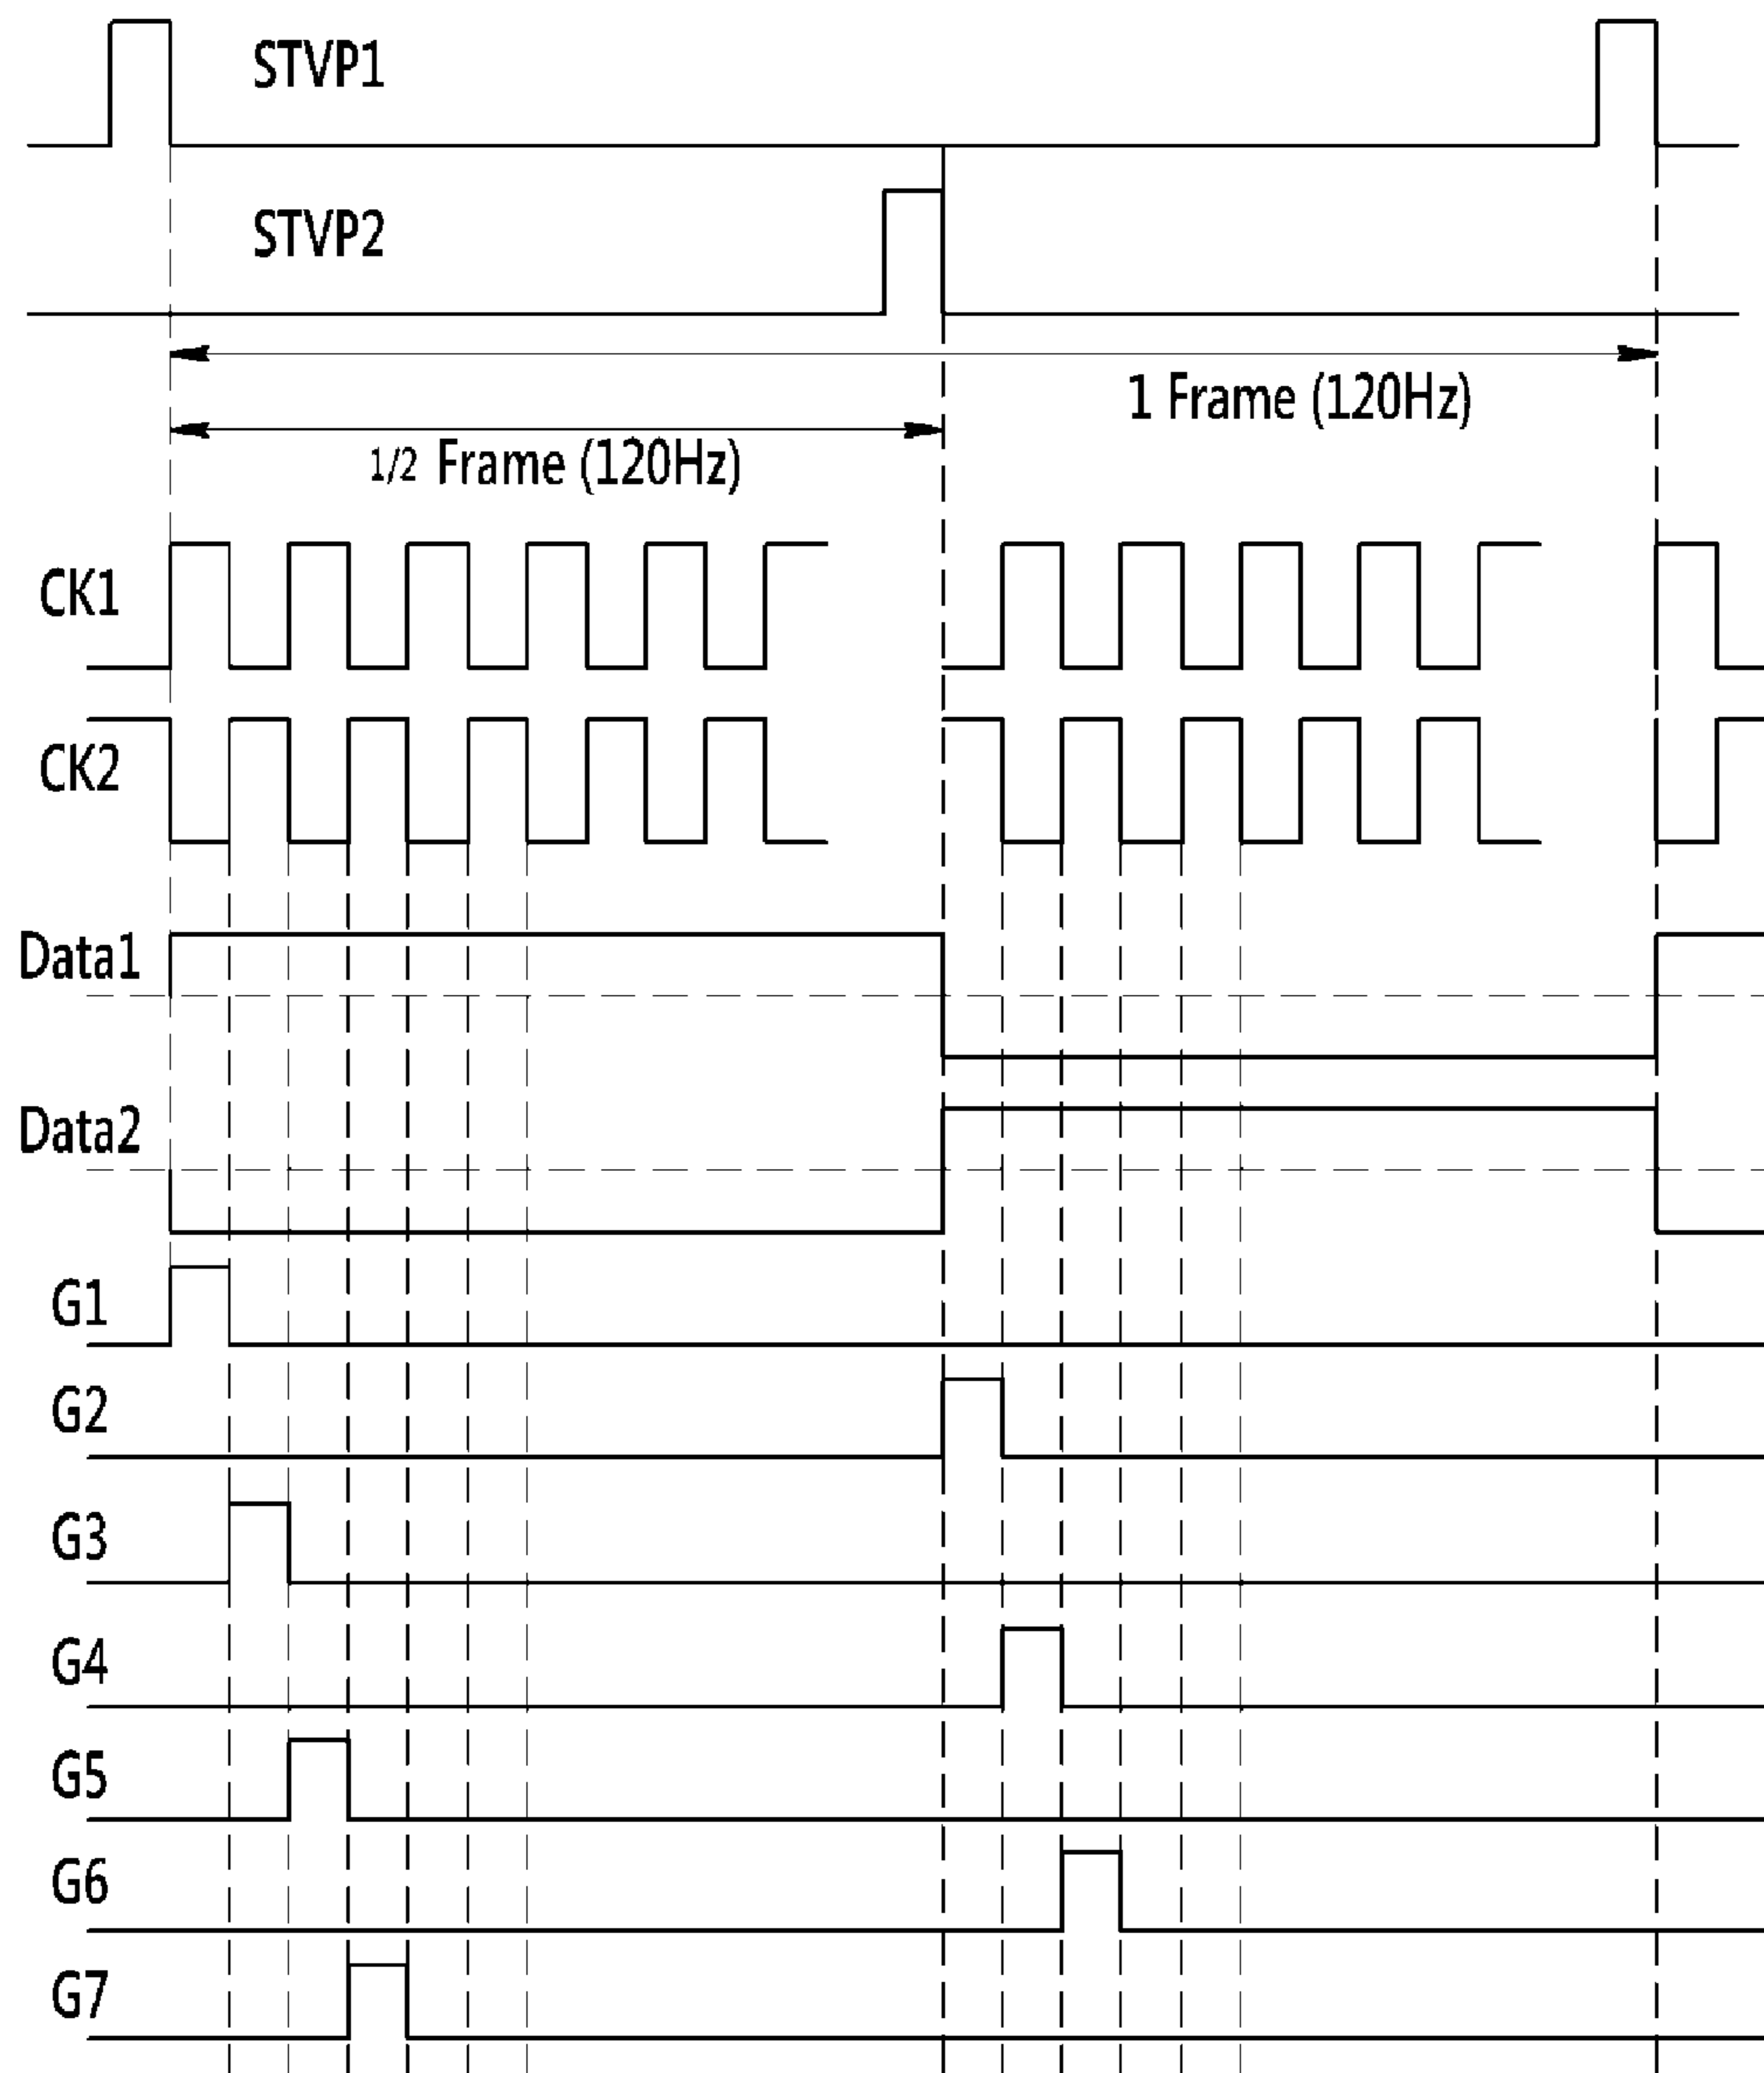 STVP1
STVP2
1 Frame (120Hz)
1/2 Frame (120Hz)
CK1
CK2
Data1
Data2
G1
G2
G3
G4
G5
G6
G7